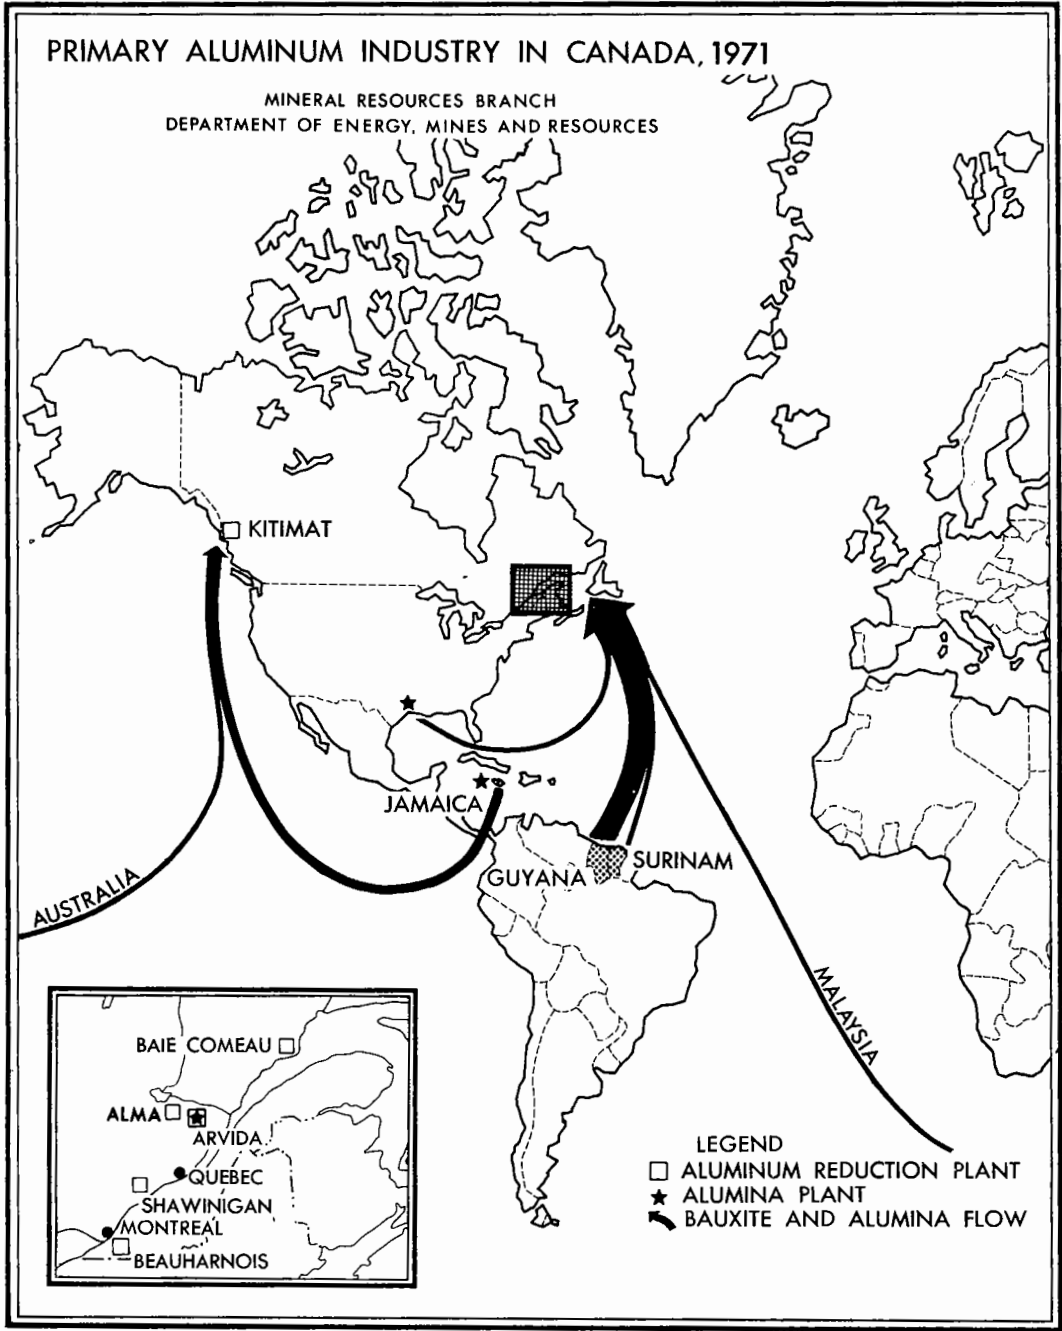 PRIMARY ALUMINUM INDUSTRY IN CANADA, 1971
MINERAL RESOURCES BRANCH
DEPARTMENT OF ENERGY, MINES AND RESOURCES
KITIMAT
JAMAICA
SURINAM
GUYANA
AUSTRALIA
MALAYSIA
BAIE COMEAU
ALMA
ARVIDA
QUEBEC
SHAWINIGAN
MONTREAL
BEAUHARNOIS
LEGEND
ALUMINUM REDUCTION PLANT
ALUMINA PLANT
BAUXITE AND ALUMINA FLOW